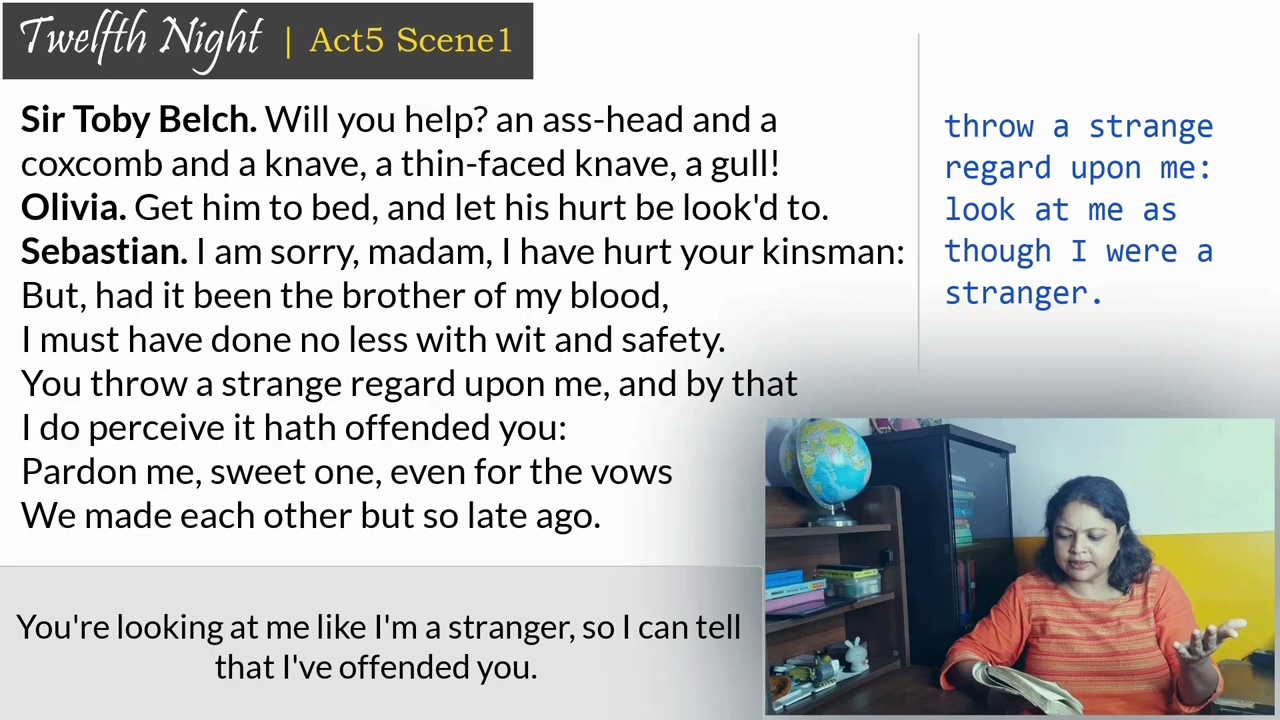 Twelfth Night | Act5 Scene1
Sir Toby Belch. Will you help? an ass-head and a
coxcomb and a knave, a thin-faced knave, a gull!
Olivia. Get him to bed, and let his hurt be look'd to.
Sebastian. I am sorry, madam, I have hurt your kinsman:
But, had it been the brother of my blood,
I must have done no less with wit and safety.
You throw a strange regard upon me, and by that
I do perceive it hath offended you:
Pardon me, sweet one, even for the vows
We made each other but so late ago.
throw a strange
regard upon me:
look at me as
though I were a
stranger.
You're looking at me like I'm a stranger, so I can tell
that I've offended you.